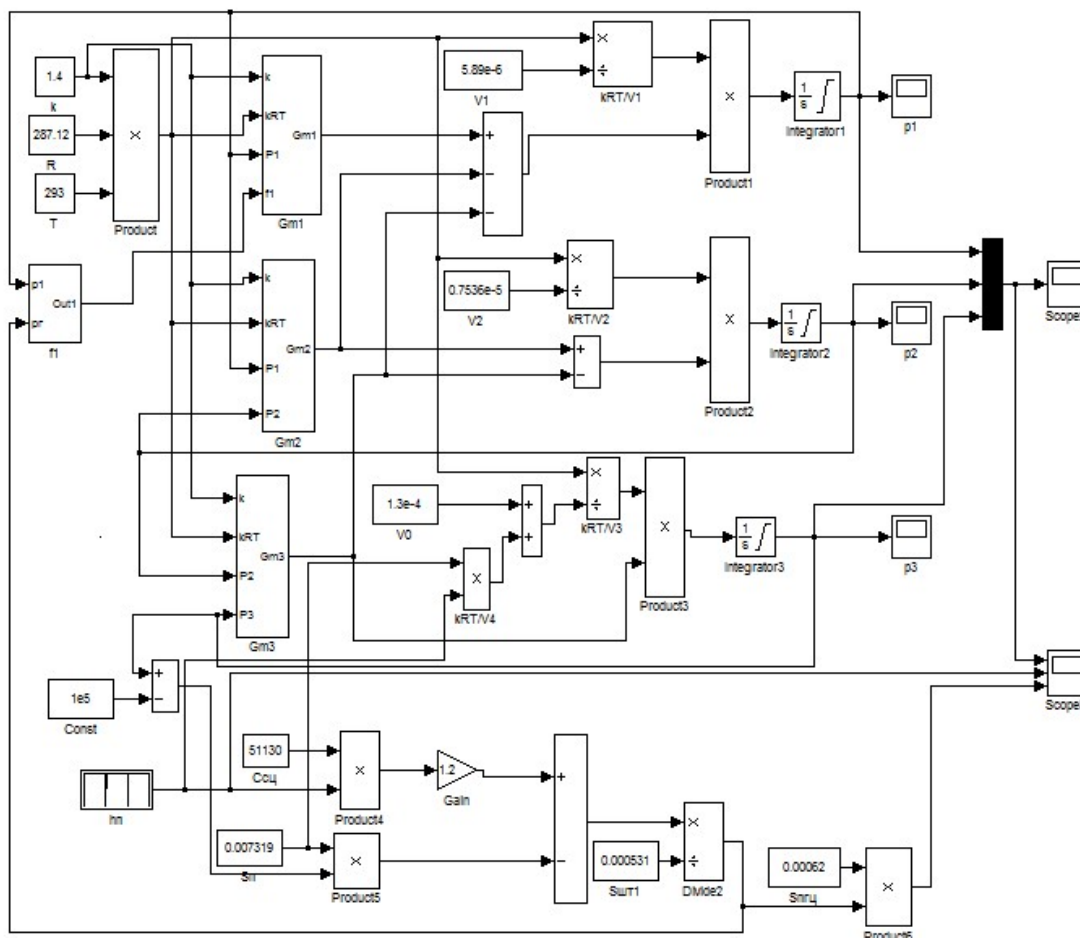 1.4
k
287.12
R
293
T
×
Product
k
kRT
P1
f1
Gm1
Gm1
5.89e-6
V1
×
÷
kRT/V1
+
−
−
×
Product1
1
s
Integrator1
p1
p1
pr
Out1
f1
k
kRT
P1
P2
Gm2
Gm2
0.7536e-5
V2
×
÷
kRT/V2
+
−
×
Product2
1
s
Integrator2
p2
Scope
k
kRT
P2
P3
Gm3
Gm3
1.3e-4
V0
+
+
×
÷
kRT/V3
×
kRT/V4
×
Product3
1
s
Integrator3
p3
1e5
Const
+
−
hn
51130
Ссц
×
Product4
1.2
Gain
0.007319
Sп
×
Product5
+
−
0.000531
Sшт1
×
÷
Divide2
0.00062
Sпгц
×
Product6
Scope